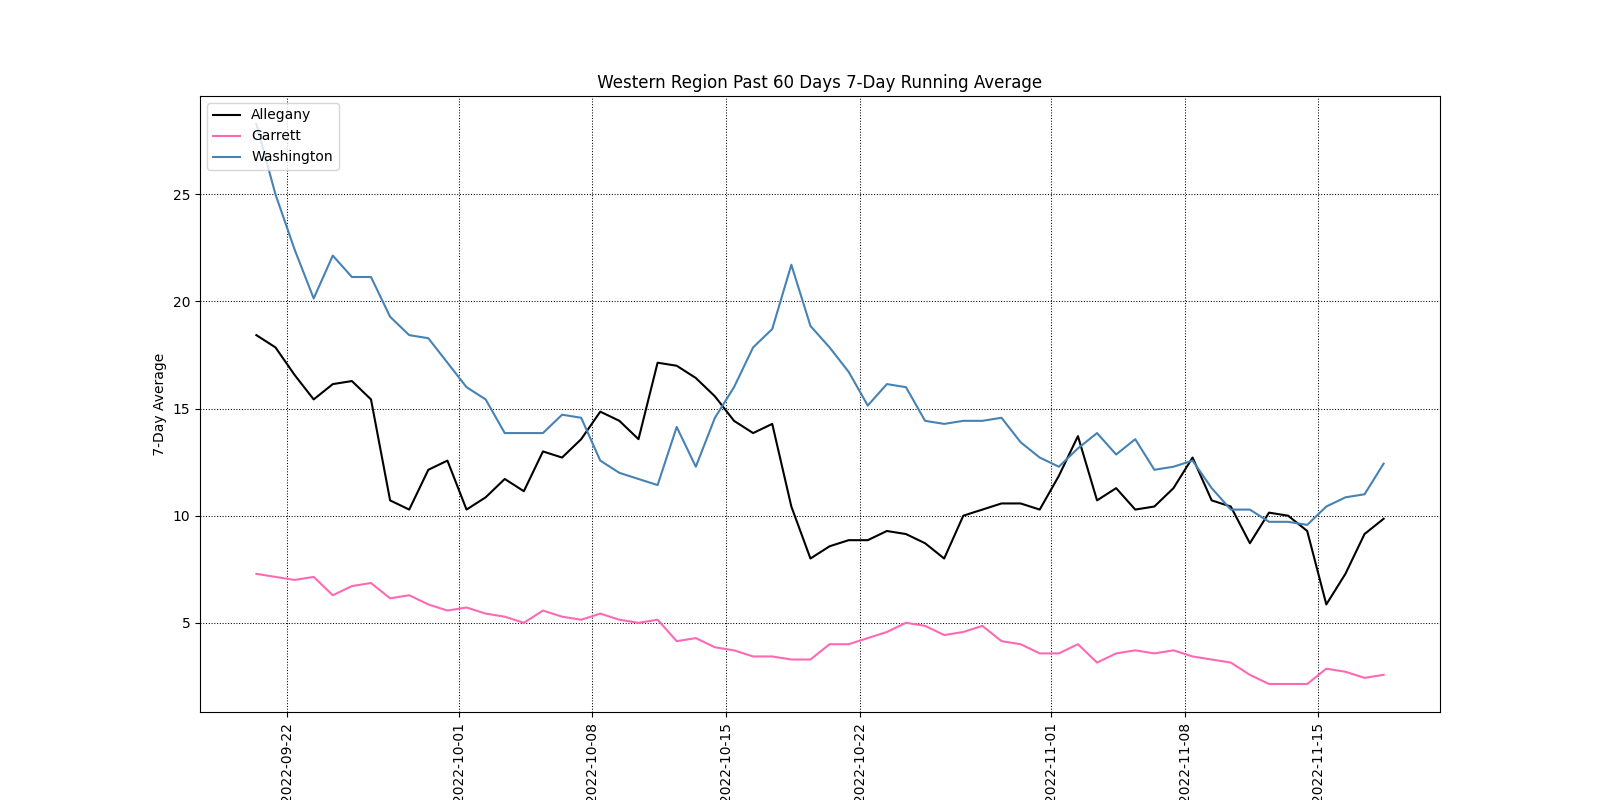 Western Region Past 60 Days 7-Day Running Average
Allegany
Garrett
Washington
7-Day Average
25
20
15
10
5
2022-09-22
2022-10-01
2022-10-08
2022-10-15
2022-10-22
2022-11-01
2022-11-08
2022-11-15